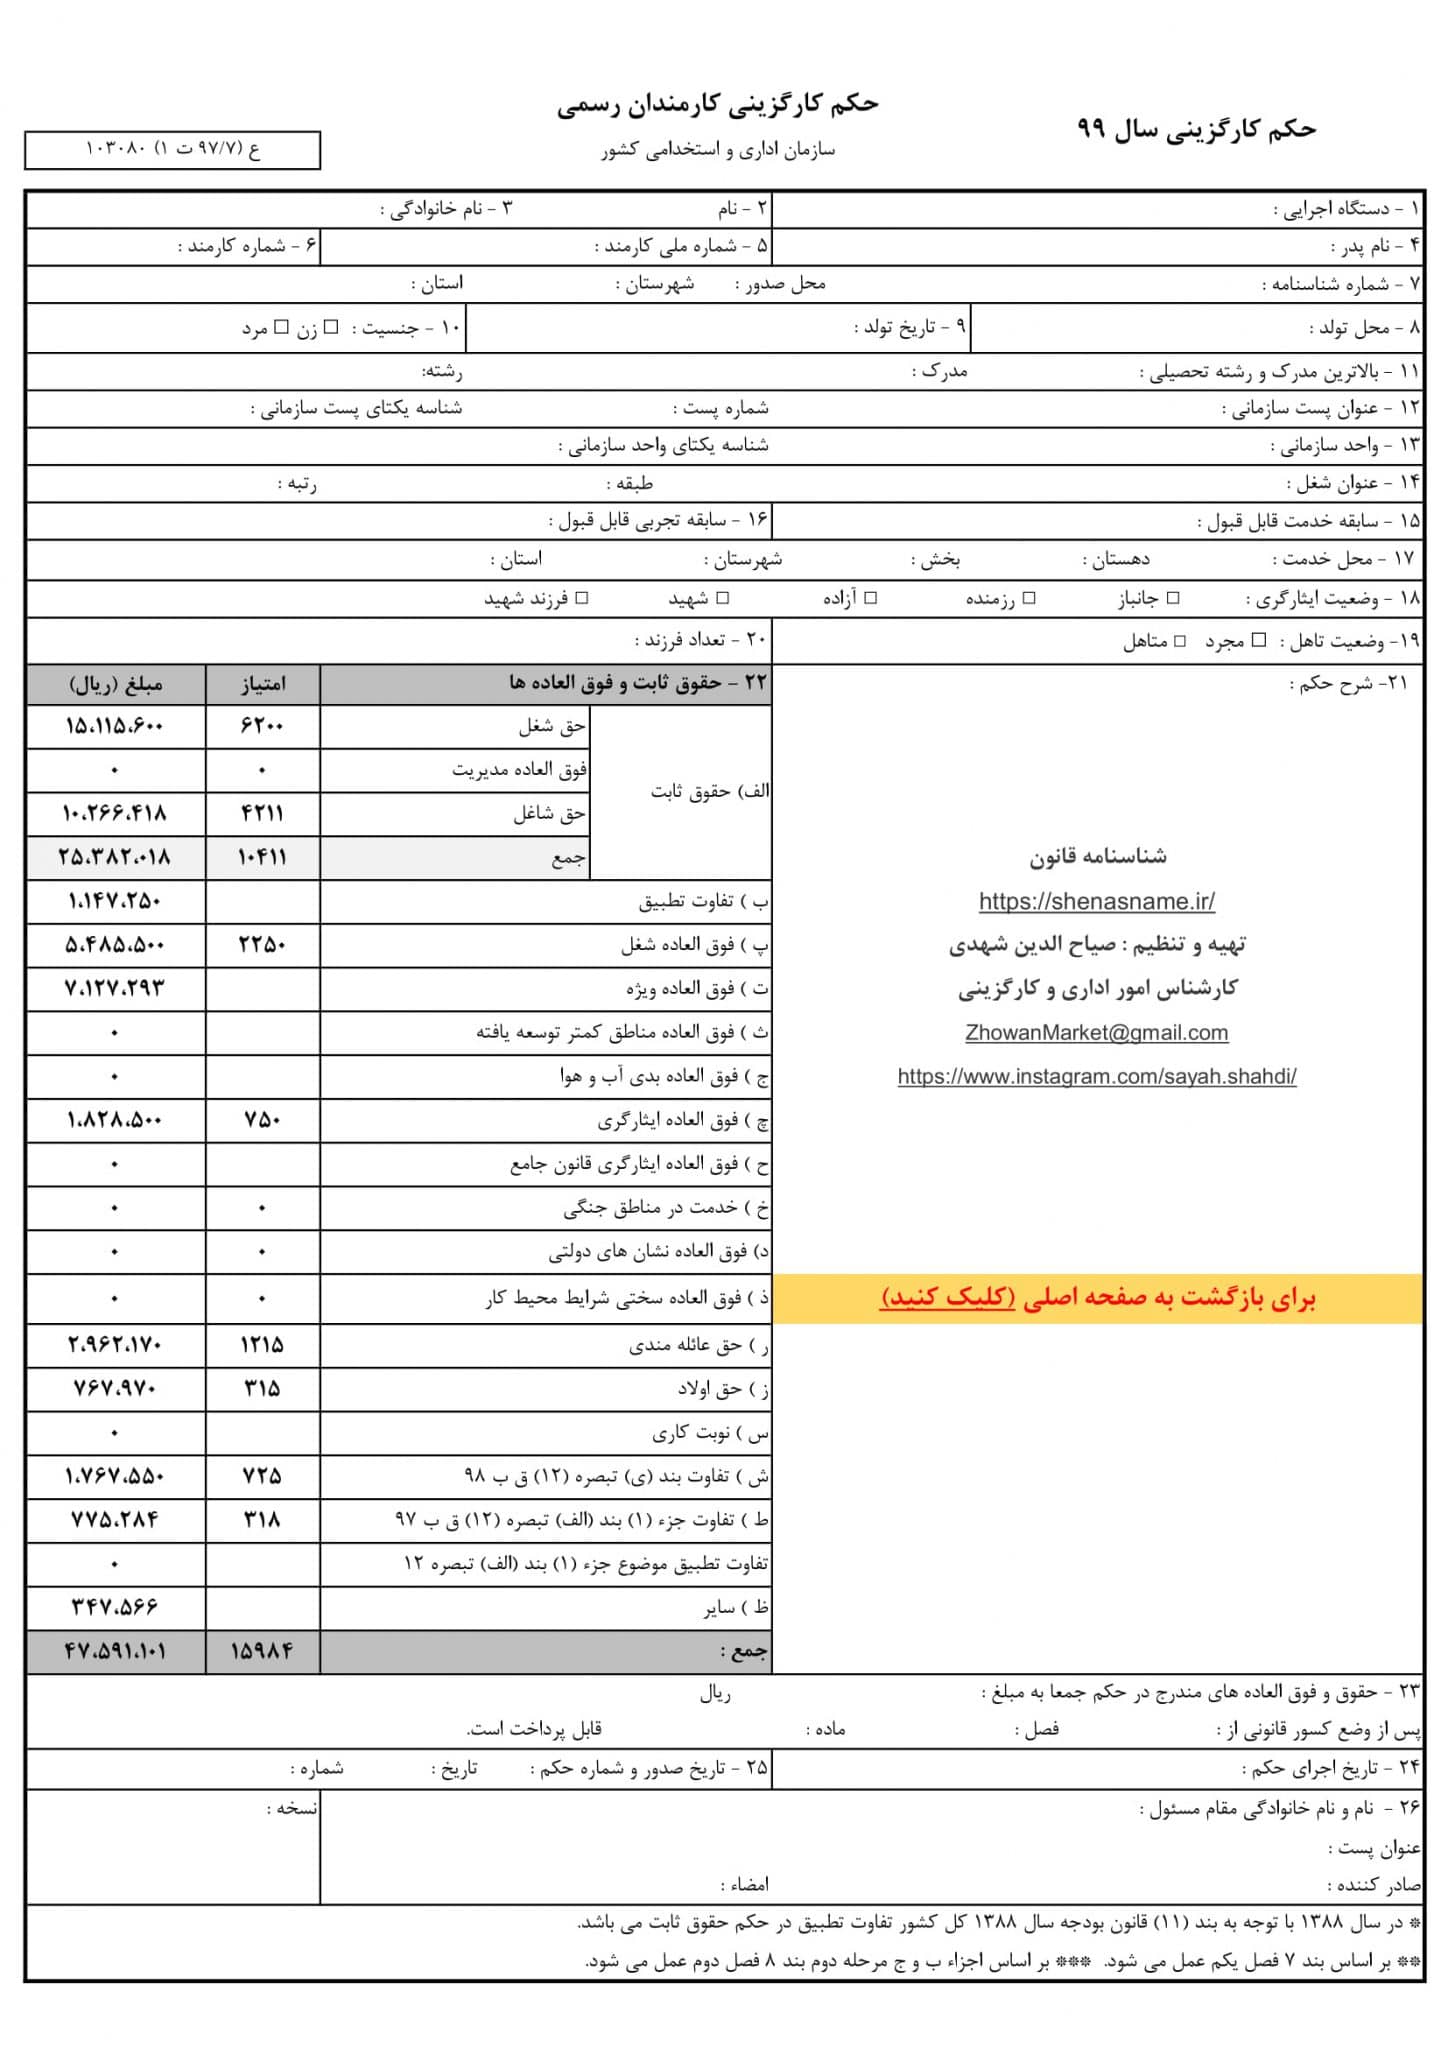 حکم کارگزینی سال ۹۹
حکم کارگزینی کارمندان رسمی
سازمان اداری و استخدامی کشور
ع (۹۷/۷ ت ۱) ۱۰۳۰۸۰
۱ - دستگاه اجرایی : ۲ - نام ۳ - نام خانوادگی :
۴ - نام پدر : ۵ - شماره ملی کارمند : ۶ - شماره کارمند :
۷ - شماره شناسنامه : محل صدور : شهرستان : استان :
۸ - محل تولد : ۹ - تاریخ تولد : ۱۰ - جنسیت : □ زن □ مرد
۱۱ - بالاترین مدرک و رشته تحصیلی : مدرک : رشته:
۱۲ - عنوان پست سازمانی : شماره پست : شناسه یکتای پست سازمانی :
۱۳ - واحد سازمانی : شناسه یکتای واحد سازمانی :
۱۴ - عنوان شغل : طبقه : رتبه :
۱۵ - سابقه خدمت قابل قبول : ۱۶ - سابقه تجربی قابل قبول :
۱۷ - محل خدمت : دهستان : بخش : شهرستان : استان :
۱۸ - وضعیت ایثارگری : □ جانباز □ رزمنده □ آزاده □ شهید □ فرزند شهید
۱۹- وضعیت تاهل : □ مجرد □ متاهل ۲۰ - تعداد فرزند :
۲۱- شرح حکم :
شناسنامه قانون
https://shenasname.ir/
تهیه و تنظیم : صیاح الدین شهدی
کارشناس امور اداری و کارگزینی
ZhowanMarket@gmail.com
https://www.instagram.com/sayah.shahdi/
برای بازگشت به صفحه اصلی (کلیک کنید)
۲۲ - حقوق ثابت و فوق العاده ها امتیاز مبلغ (ریال)
الف) حقوق ثابت
حق شغل ۶۲۰۰ ۱۵،۱۱۵،۶۰۰
فوق العاده مدیریت ۰ ۰
حق شاغل ۴۲۱۱ ۱۰،۲۶۶،۴۱۸
جمع ۱۰۴۱۱ ۲۵،۳۸۲،۰۱۸
ب ) تفاوت تطبیق ۱،۱۴۷،۲۵۰
پ ) فوق العاده شغل ۲۲۵۰ ۵،۴۸۵،۵۰۰
ت ) فوق العاده ویژه ۷،۱۲۷،۲۹۳
ث ) فوق العاده مناطق کمتر توسعه یافته ۰
ج ) فوق العاده بدی آب و هوا ۰
چ ) فوق العاده ایثارگری ۷۵۰ ۱،۸۲۸،۵۰۰
ح ) فوق العاده ایثارگری قانون جامع ۰
خ ) خدمت در مناطق جنگی ۰ ۰
د) فوق العاده نشان های دولتی ۰ ۰
ذ ) فوق العاده سختی شرایط محیط کار ۰ ۰
ر ) حق عائله مندی ۱۲۱۵ ۲،۹۶۲،۱۷۰
ز ) حق اولاد ۳۱۵ ۷۶۷،۹۷۰
س ) نوبت کاری ۰
ش ) تفاوت بند (ی) تبصره (۱۲) ق ب ۹۸ ۷۲۵ ۱،۷۶۷،۵۵۰
ط ) تفاوت جزء (۱) بند (الف) تبصره (۱۲) ق ب ۹۷ ۳۱۸ ۷۷۵،۲۸۴
تفاوت تطبیق موضوع جزء (۱) بند (الف) تبصره ۱۲ ۰
ظ ) سایر ۳۴۷،۵۶۶
جمع : ۱۵۹۸۴ ۴۷،۵۹۱،۱۰۱
۲۳ - حقوق و فوق العاده های مندرج در حکم جمعا به مبلغ : ریال
پس از وضع کسور قانونی از : فصل : ماده : قابل پرداخت است.
۲۴ - تاریخ اجرای حکم : ۲۵ - تاریخ صدور و شماره حکم : تاریخ : شماره :
۲۶ - نام و نام خانوادگی مقام مسئول : نسخه :
عنوان پست :
صادر کننده : امضاء :
* در سال ۱۳۸۸ با توجه به بند (۱۱) قانون بودجه سال ۱۳۸۸ کل کشور تفاوت تطبیق در حکم حقوق ثابت می باشد.
** بر اساس بند ۷ فصل یکم عمل می شود. *** بر اساس اجزاء ب و ج مرحله دوم بند ۸ فصل دوم عمل می شود.